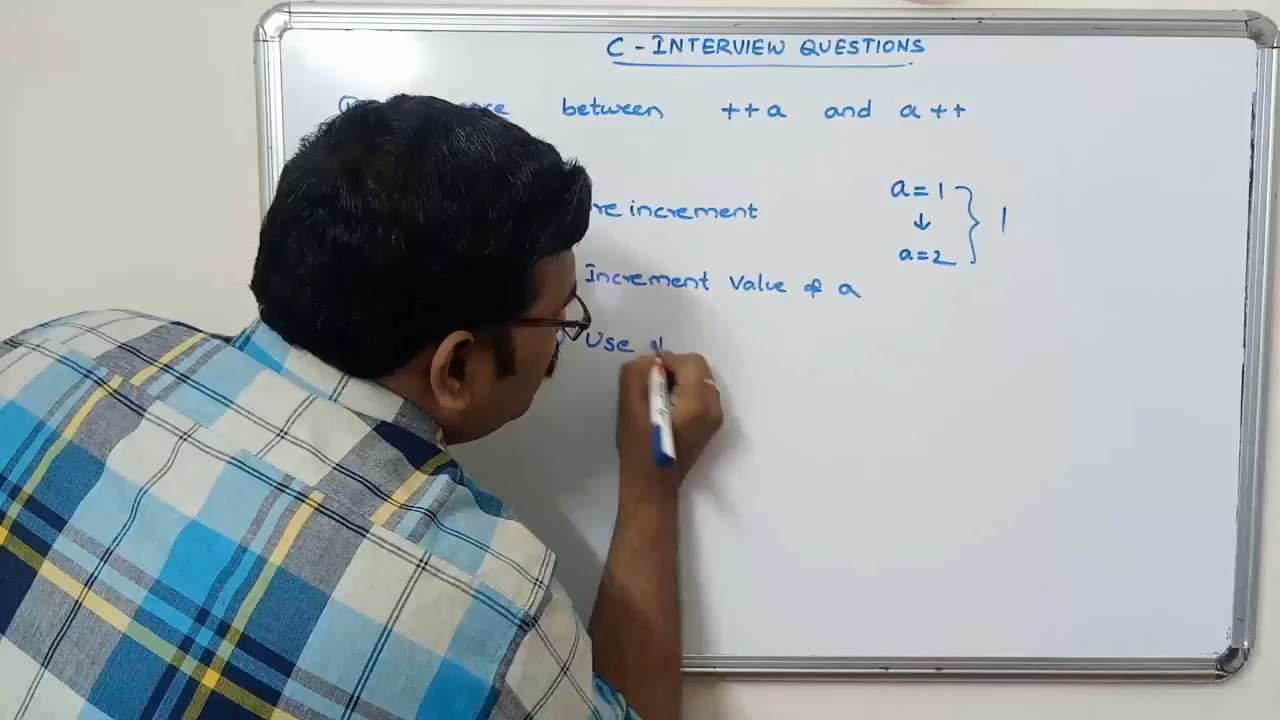 C - INTERVIEW QUESTIONS
between ++a and a++
a=1
re increment 1
↓
a=2
Increment Value of a
Use